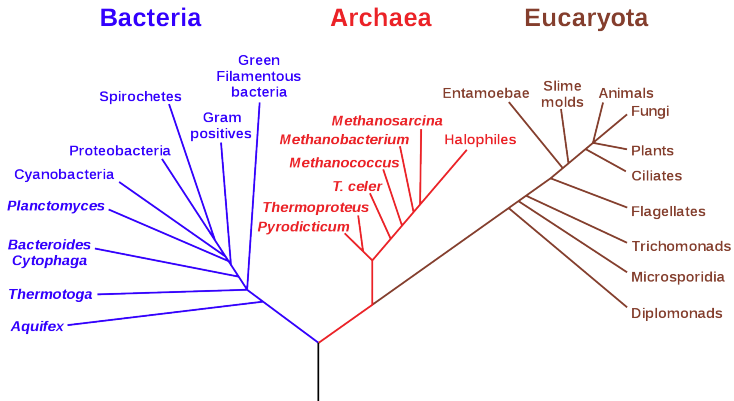 Bacteria
Archaea
Eucaryota
Green
Filamentous
bacteria
Spirochetes
Gram
positives
Proteobacteria
Cyanobacteria
Planctomyces
Bacteroides
Cytophaga
Thermotoga
Aquifex
Methanosarcina
Methanobacterium
Halophiles
Methanococcus
T. celer
Thermoproteus
Pyrodicticum
Entamoebae
Slime
molds
Animals
Fungi
Plants
Ciliates
Flagellates
Trichomonads
Microsporidia
Diplomonads